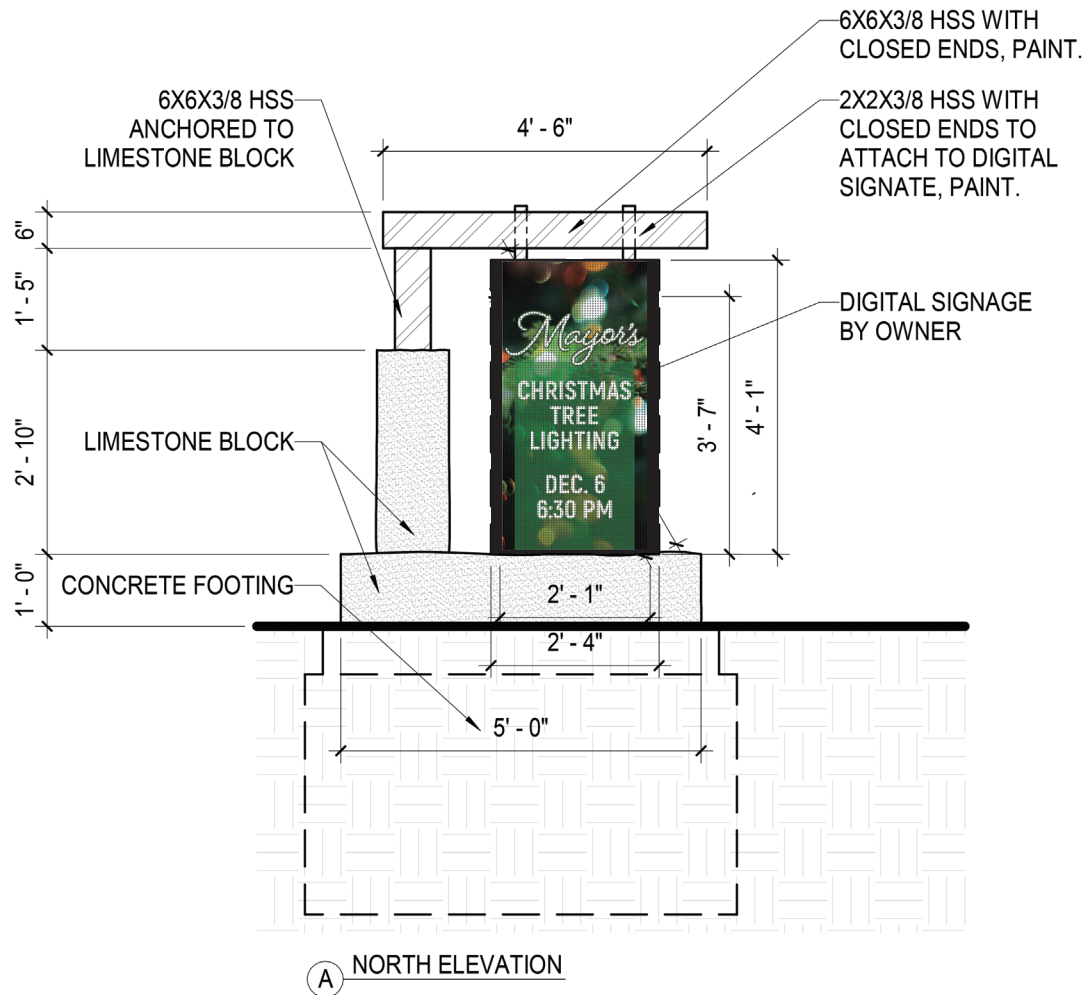 6X6X3/8 HSS WITH
CLOSED ENDS, PAINT.
6X6X3/8 HSS
ANCHORED TO
LIMESTONE BLOCK
4' - 6"
2X2X3/8 HSS WITH
CLOSED ENDS TO
ATTACH TO DIGITAL
SIGNATE, PAINT.
6"
1' - 5"
2' - 10"
1' - 0"
DIGITAL SIGNAGE
BY OWNER
Mayor's
CHRISTMAS
TREE
LIGHTING
DEC. 6
6:30 PM
3' - 7"
4' - 1"
LIMESTONE BLOCK
CONCRETE FOOTING
2' - 1"
2' - 4"
5' - 0"
A NORTH ELEVATION